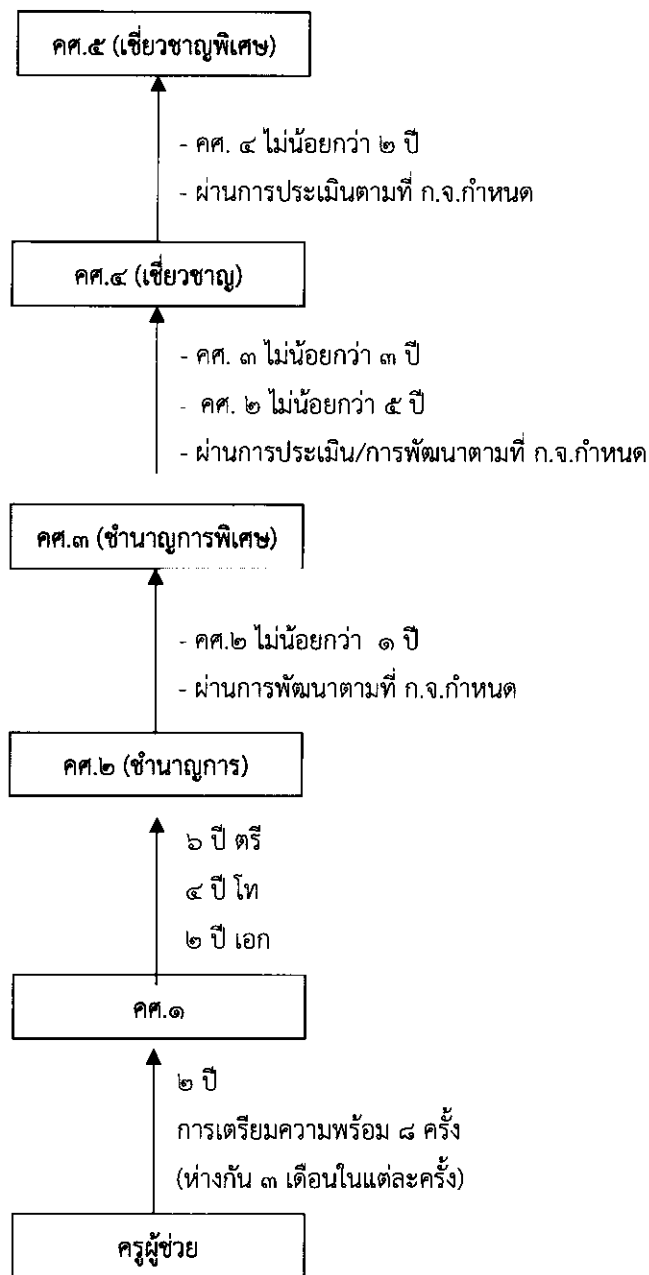 คศ.๕ (เชี่ยวชาญพิเศษ)
- คศ. ๔ ไม่น้อยกว่า ๒ ปี
- ผ่านการประเมินตามที่ ก.จ.กำหนด
คศ.๔ (เชี่ยวชาญ)
- คศ. ๓ ไม่น้อยกว่า ๓ ปี
- คศ. ๒ ไม่น้อยกว่า ๕ ปี
- ผ่านการประเมิน/การพัฒนาตามที่ ก.จ.กำหนด
คศ.๓ (ชำนาญการพิเศษ)
- คศ.๒ ไม่น้อยกว่า ๑ ปี
- ผ่านการพัฒนาตามที่ ก.จ.กำหนด
คศ.๒ (ชำนาญการ)
๖ ปี ตรี
๔ ปี โท
๒ ปี เอก
คศ.๑
๒ ปี
การเตรียมความพร้อม ๘ ครั้ง
(ห่างกัน ๓ เดือนในแต่ละครั้ง)
ครูผู้ช่วย